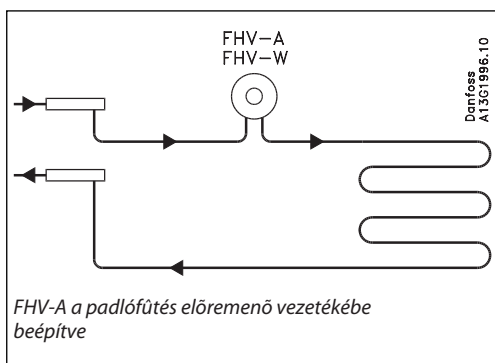 FHV-A
FHV-W
Danfoss
A13G1996.10
FHV-A a padlófûtés elõremenõ vezetékébe
beépítve